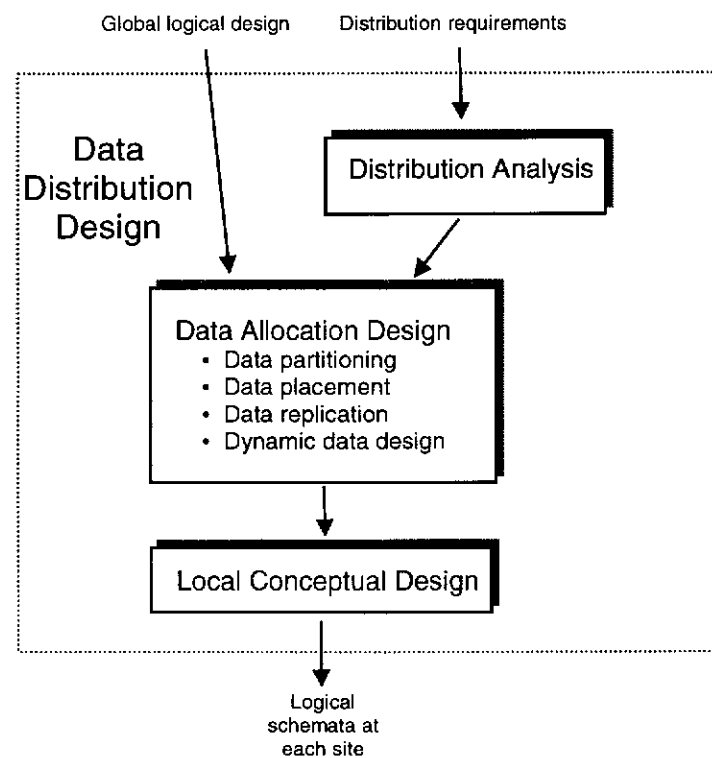 Global logical design
Distribution requirements
Data
Distribution
Design
Distribution Analysis
Data Allocation Design
• Data partitioning
• Data placement
• Data replication
• Dynamic data design
Local Conceptual Design
Logical
schemata at
each site